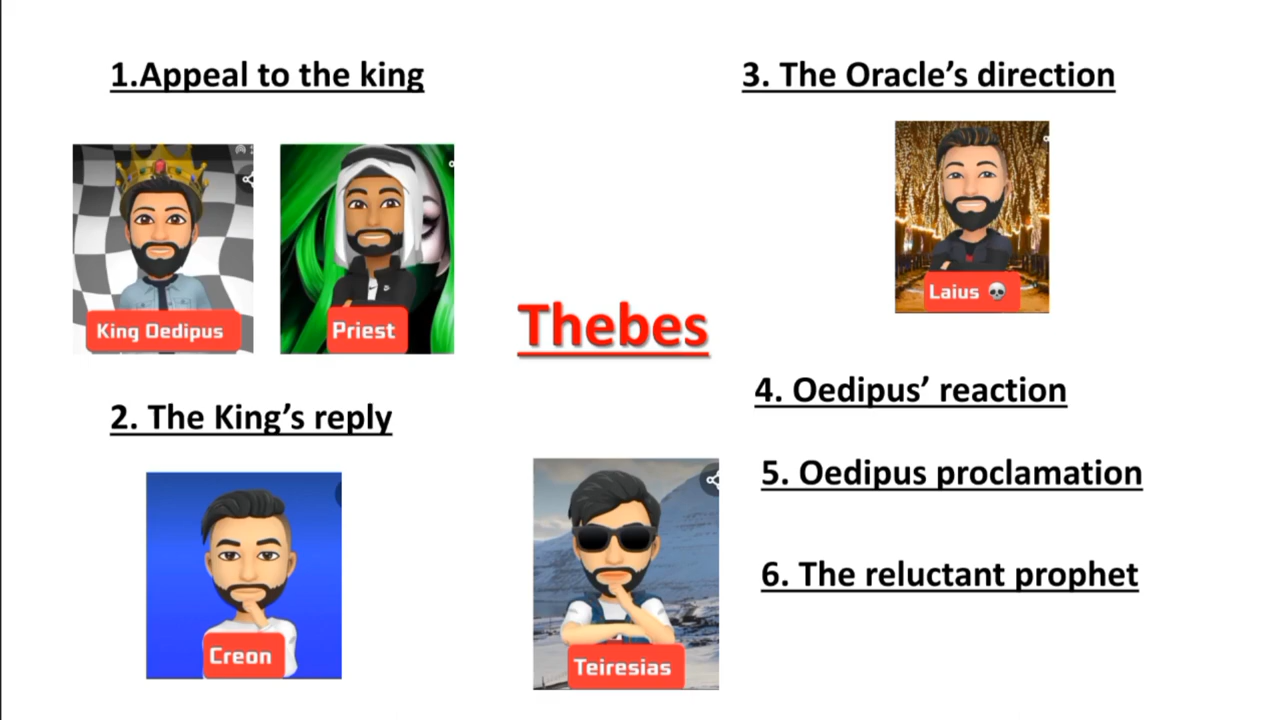 1.Appeal to the king
King Oedipus
Priest
2. The King’s reply
Creon
Thebes
Teiresias
3. The Oracle’s direction
Laius 💀
4. Oedipus’ reaction
5. Oedipus proclamation
6. The reluctant prophet